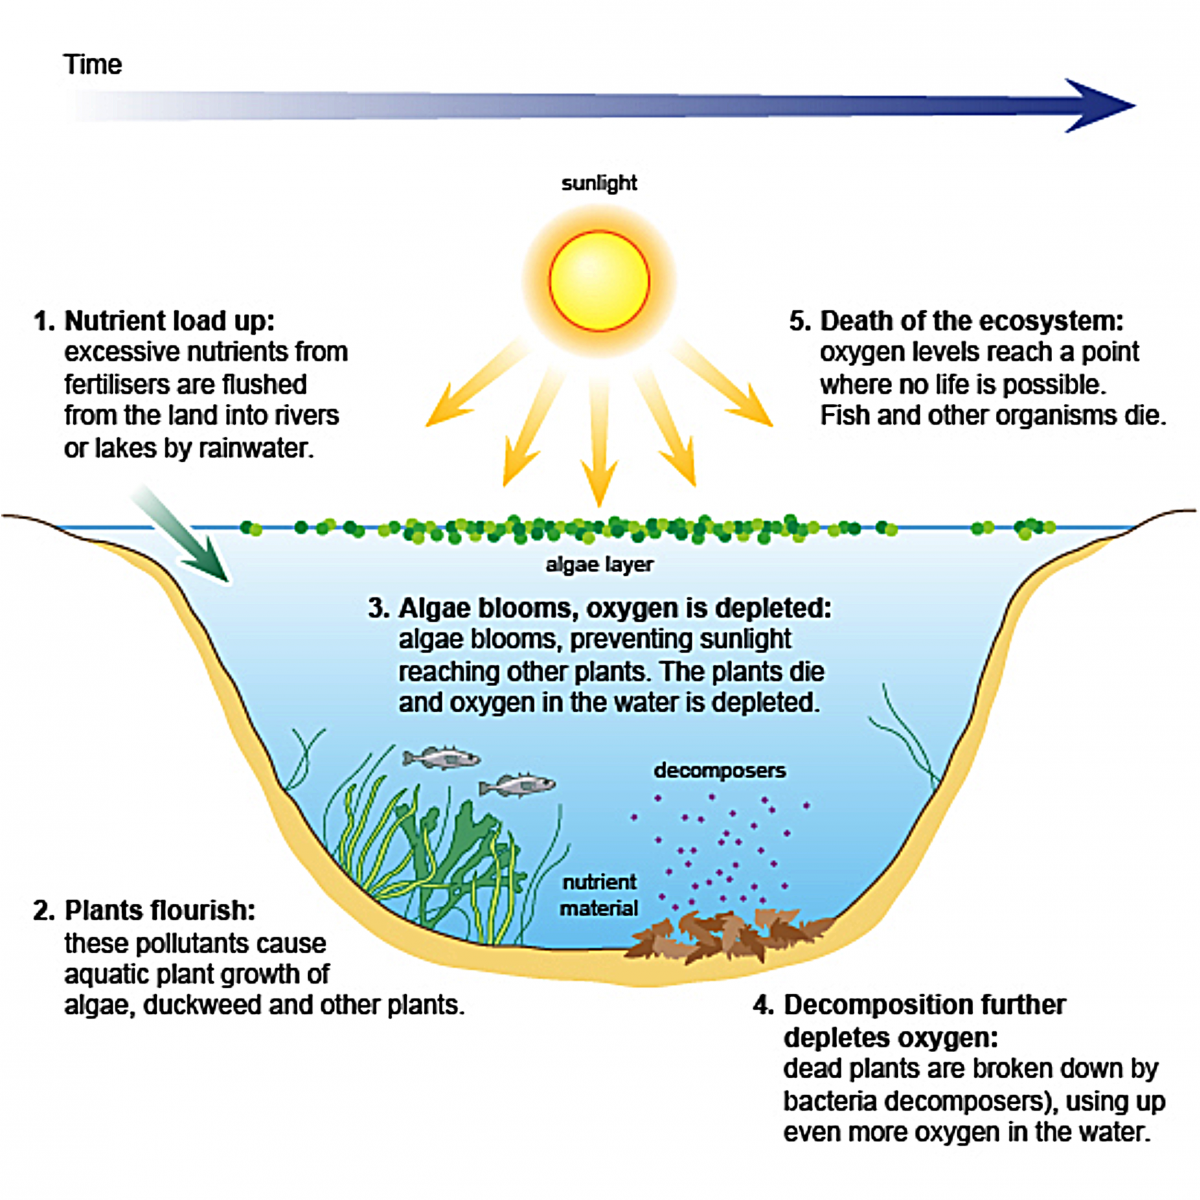 Time
sunlight
1. Nutrient load up:
excessive nutrients from
fertilisers are flushed
from the land into rivers
or lakes by rainwater.
5. Death of the ecosystem:
oxygen levels reach a point
where no life is possible.
Fish and other organisms die.
algae layer
3. Algae blooms, oxygen is depleted:
algae blooms, preventing sunlight
reaching other plants. The plants die
and oxygen in the water is depleted.
decomposers
nutrient
material
2. Plants flourish:
these pollutants cause
aquatic plant growth of
algae, duckweed and other plants.
4. Decomposition further
depletes oxygen:
dead plants are broken down by
bacteria decomposers), using up
even more oxygen in the water.